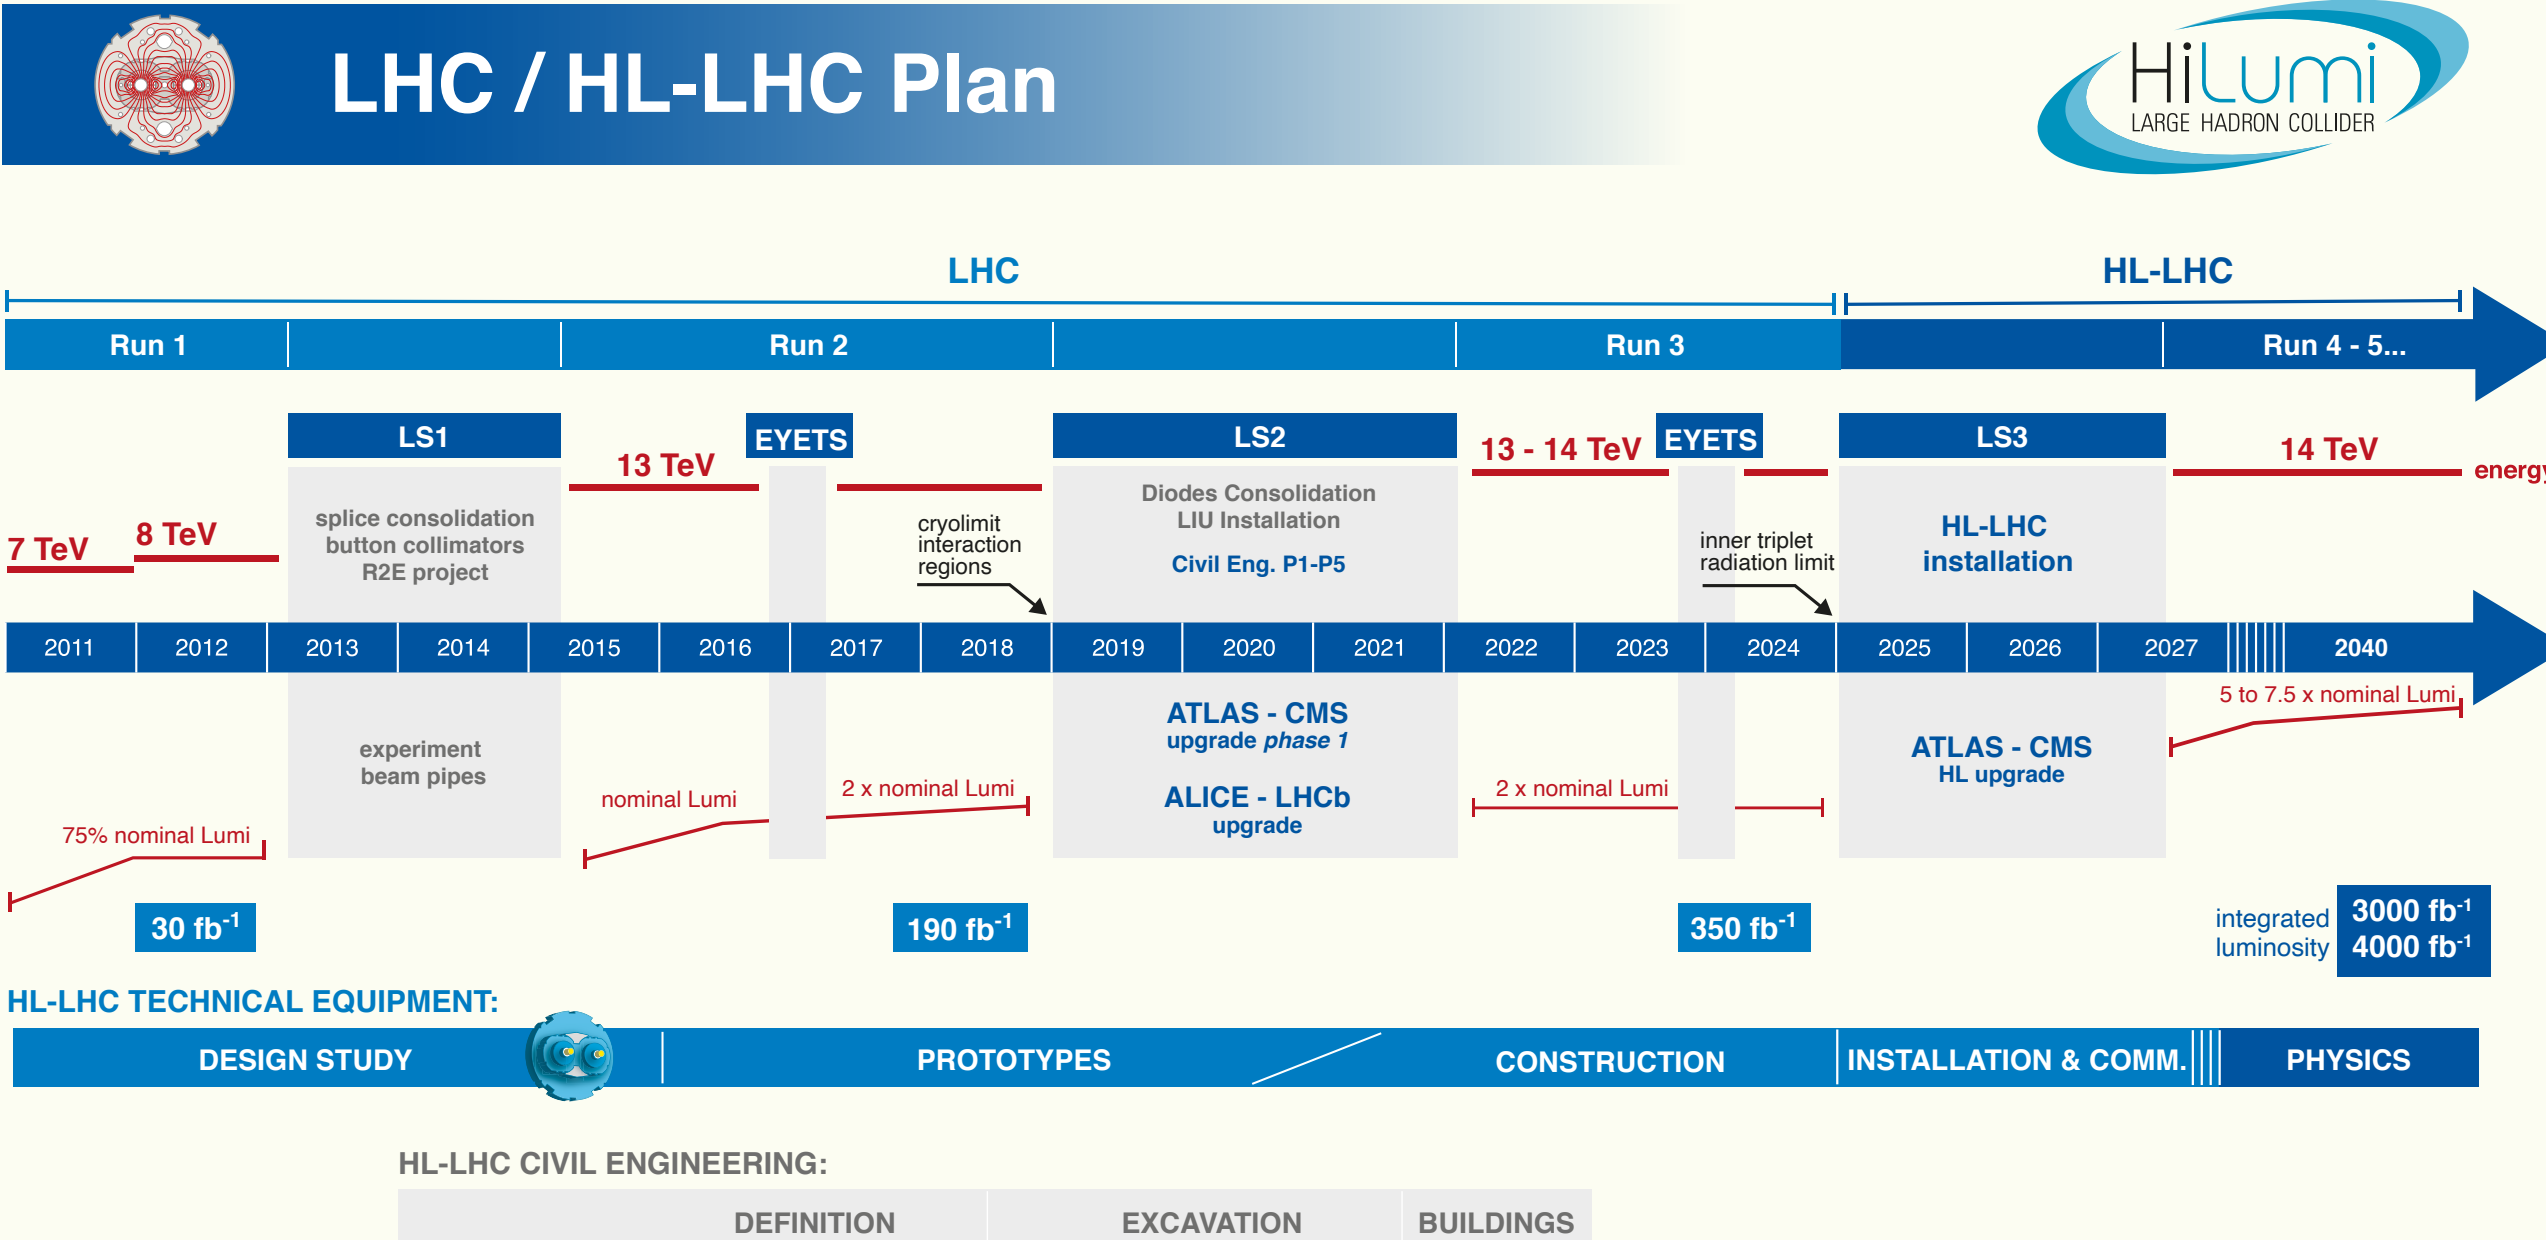 LHC / HL-LHC Plan
HiLumi
LARGE HADRON COLLIDER
LHC
HL-LHC
Run 1
Run 2
Run 3
Run 4 - 5...
LS1
EYETS
LS2
EYETS
LS3
13 TeV
13 - 14 TeV
14 TeV
energy
7 TeV
8 TeV
splice consolidation
button collimators
R2E project
cryolimit
interaction
regions
Diodes Consolidation
LIU Installation
Civil Eng. P1-P5
inner triplet
radiation limit
HL-LHC
installation
2011
2012
2013
2014
2015
2016
2017
2018
2019
2020
2021
2022
2023
2024
2025
2026
2027
2040
5 to 7.5 x nominal Lumi
experiment
beam pipes
ATLAS - CMS
upgrade phase 1
ALICE - LHCb
upgrade
ATLAS - CMS
HL upgrade
75% nominal Lumi
nominal Lumi
2 x nominal Lumi
2 x nominal Lumi
30 fb⁻¹
190 fb⁻¹
350 fb⁻¹
integrated
luminosity
3000 fb⁻¹
4000 fb⁻¹
HL-LHC TECHNICAL EQUIPMENT:
DESIGN STUDY
PROTOTYPES
CONSTRUCTION
INSTALLATION & COMM.
PHYSICS
HL-LHC CIVIL ENGINEERING:
DEFINITION
EXCAVATION
BUILDINGS